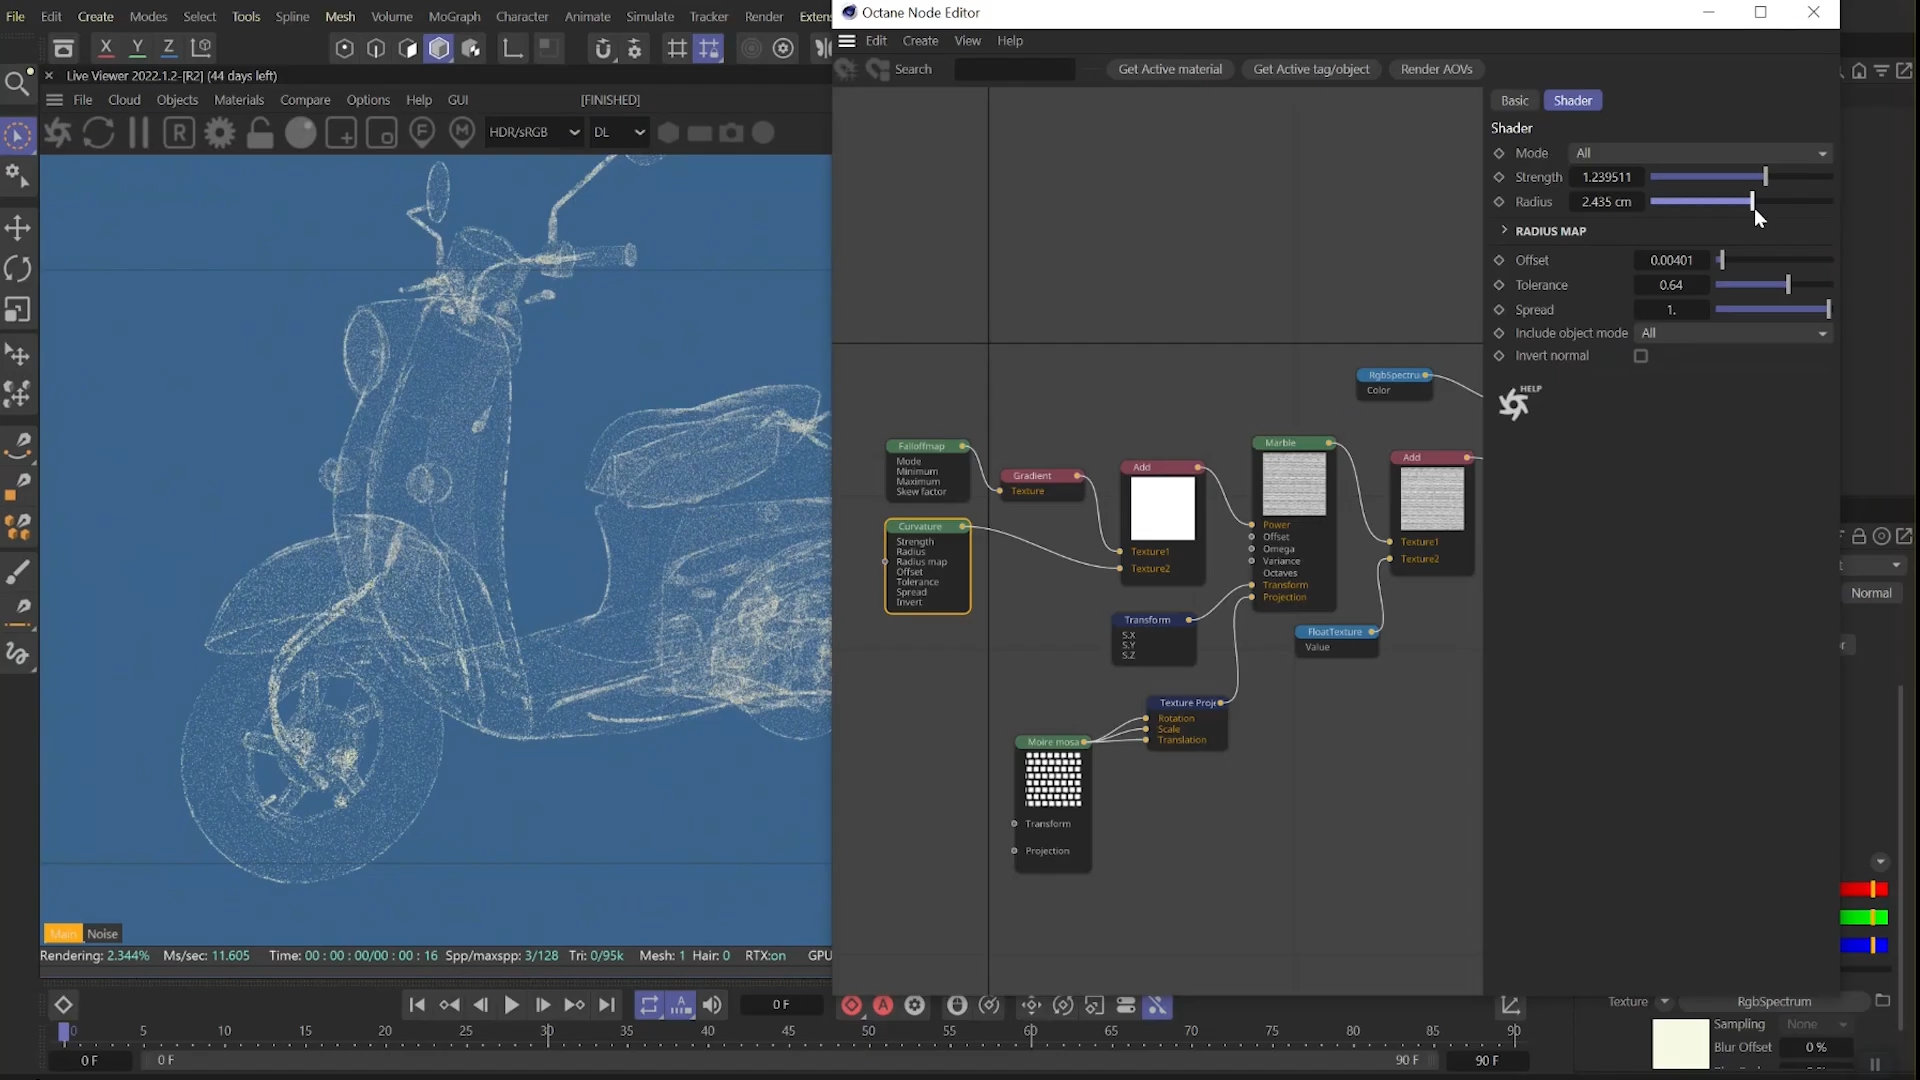 File Edit Create Modes Select Tools Spline Mesh Volume MoGraph Character Animate Simulate Tracker Render Exten
Octane Node Editor
X Y Z
Edit Create View Help
Search Get Active material Get Active tag/object Render AOVs
Live Viewer 2022.1.2-[R2] (44 days left)
File Cloud Objects Materials Compare Options Help GUI [FINISHED]
R F M HDR/sRGB DL
Basic Shader
Shader
Mode All
Strength 1.239511
Radius 2.435 cm
RADIUS MAP
Offset 0.00401
Tolerance 0.64
Spread 1.
Include object mode All
Invert normal
HELP
RgbSpectru
Color
Falloffmap
Mode
Minimum
Maximum
Skew factor
Gradient
Texture
Add
Texture1
Texture2
Marble
Power
Offset
Omega
Variance
Octaves
Transform
Projection
Add
Texture1
Texture2
Curvature
Strength
Radius
Radius map
Offset
Tolerance
Spread
Invert
Transform
S.X
S.Y
S.Z
FloatTexture
Value
Texture Proje
Rotation
Scale
Translation
Moire mosa
Transform
Projection
Normal
Main Noise
Rendering: 2.344% Ms/sec: 11.605 Time: 00 : 00 : 00/00 : 00 : 16 Spp/maxspp: 3/128 Tri: 0/95k Mesh: 1 Hair: 0 RTX:on GPU
0 F
0 5 10 15 20 25 30 35 40 45 50 55 60 65 70 75 80 85 90
0 F 0 F 90 F 90 F
Texture RgbSpectrum
Sampling None
Blur Offset 0 %